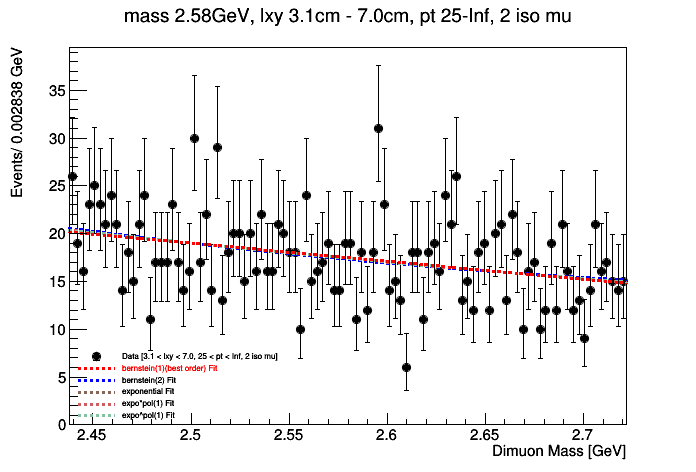 mass 2.58GeV, lxy 3.1cm - 7.0cm, pt 25-Inf, 2 iso mu
Events/ 0.002838 GeV
35
30
25
20
15
10
5
0
Data [3.1 < lxy < 7.0, 25 < pt < Inf, 2 iso mu]
bernstein(1)(best order) Fit
bernstein(2) Fit
exponential Fit
expo*pol(1) Fit
expo^pol(1) Fit
2.45 2.5 2.55 2.6 2.65 2.7
Dimuon Mass [GeV]